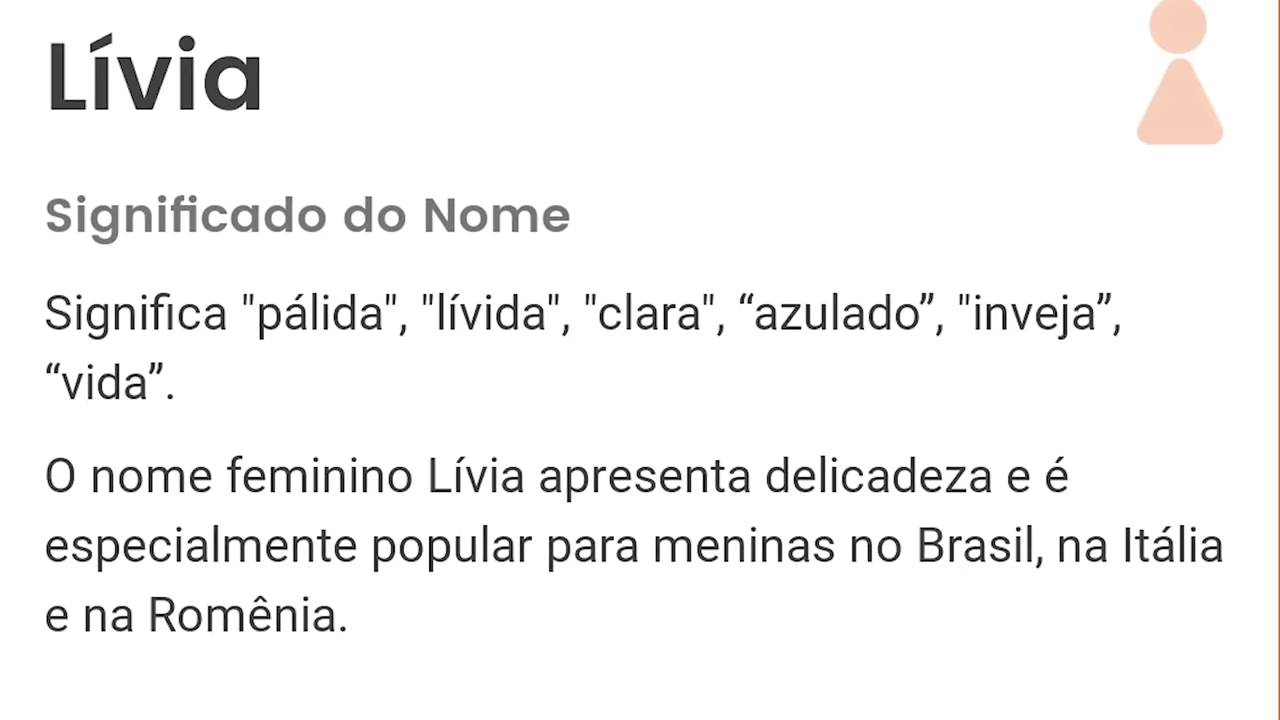 Lívia
Significado do Nome
Significa "pálida", "lívida", "clara", “azulado”, "inveja”,
“vida”.
O nome feminino Lívia apresenta delicadeza e é
especialmente popular para meninas no Brasil, na Itália
e na Romênia.